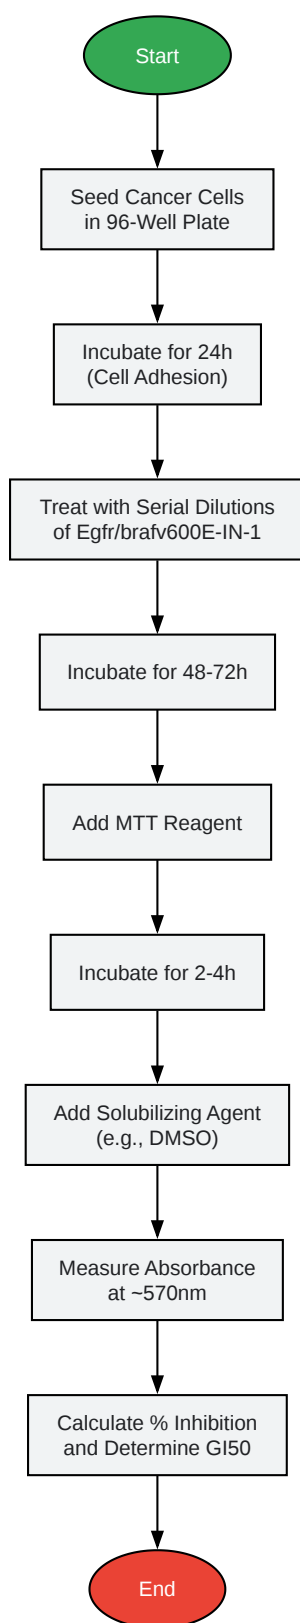 Start
Seed Cancer Cells
in 96-Well Plate
Incubate for 24h
(Cell Adhesion)
Treat with Serial Dilutions
of Egfr/brafv600E-IN-1
Incubate for 48-72h
Add MTT Reagent
Incubate for 2-4h
Add Solubilizing Agent
(e.g., DMSO)
Measure Absorbance
at ~570nm
Calculate % Inhibition
and Determine GI50
End